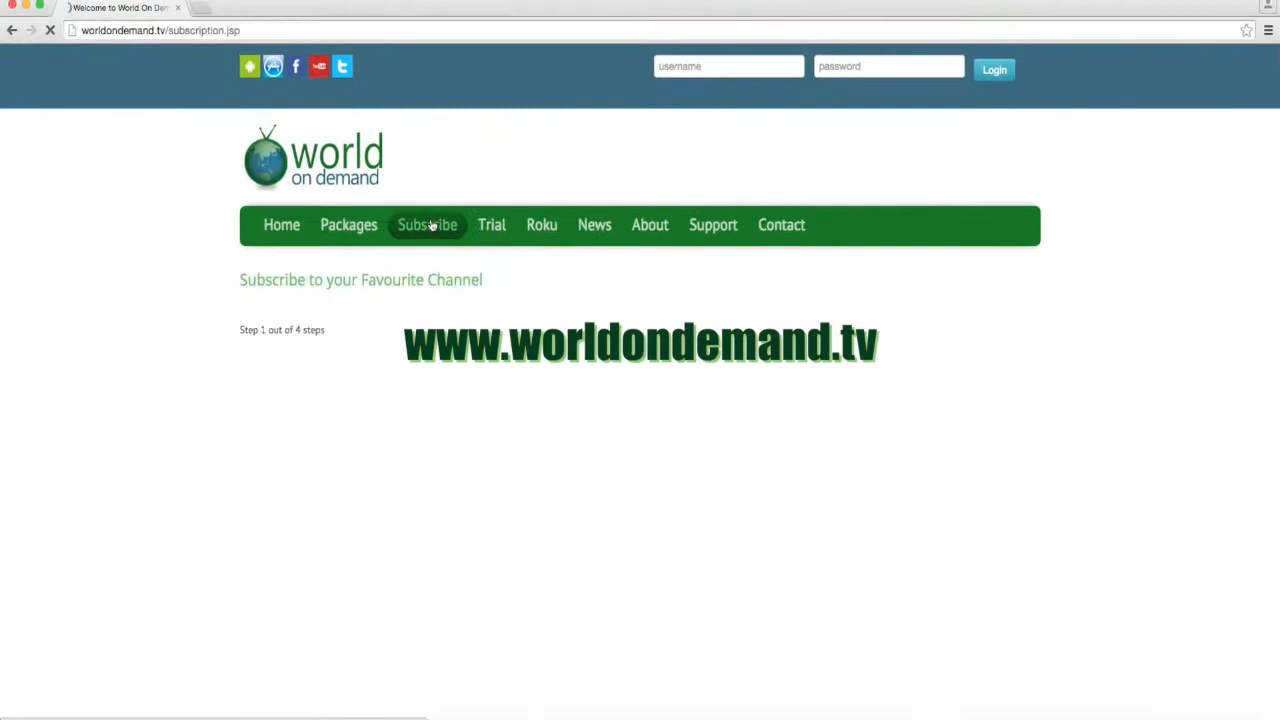 Welcome to World On Dem
worldondemand.tv/subscription.jsp
username
password
Login
world
on demand
Home Packages Subscribe Trial Roku News About Support Contact
Subscribe to your Favourite Channel
Step 1 out of 4 steps
www.worldondemand.tv